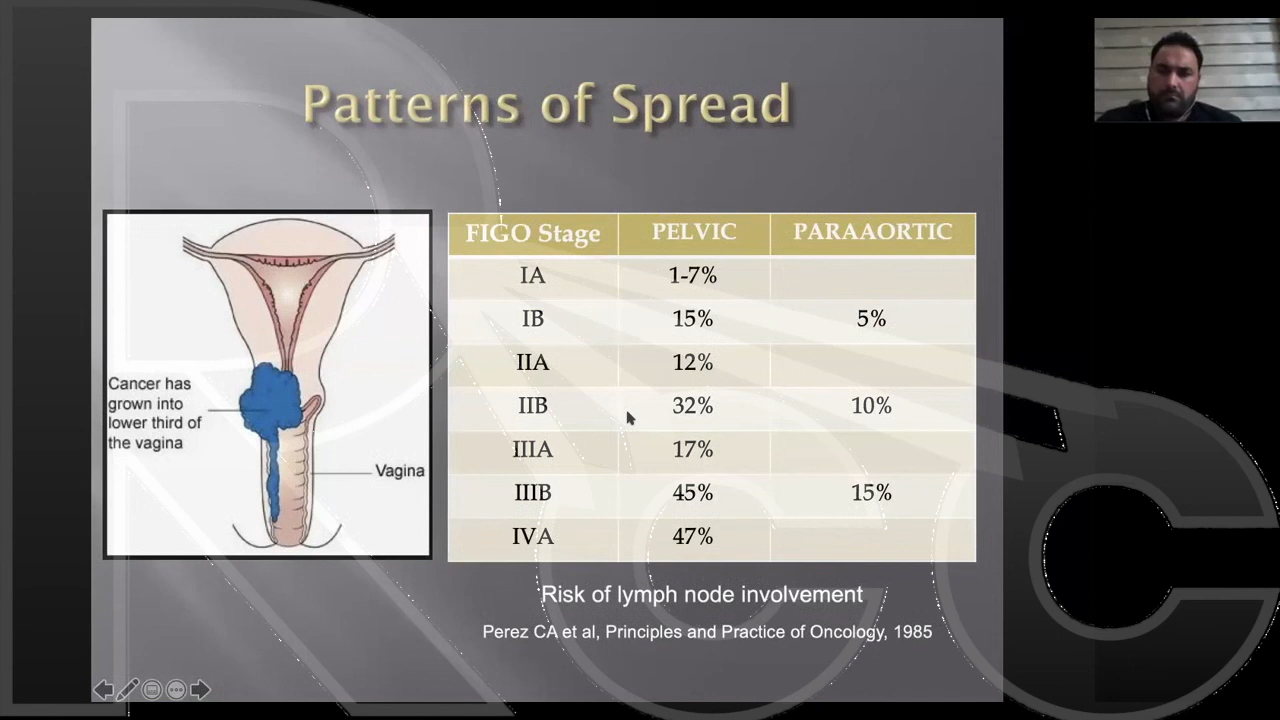 Patterns of Spread
Cancer has
grown into
lower third of
the vagina
Vagina
FIGO Stage PELVIC PARAAORTIC
IA 1-7%
IB 15% 5%
IIA 12%
IIB 32% 10%
IIIA 17%
IIIB 45% 15%
IVA 47%
Risk of lymph node involvement
Perez CA et al, Principles and Practice of Oncology, 1985